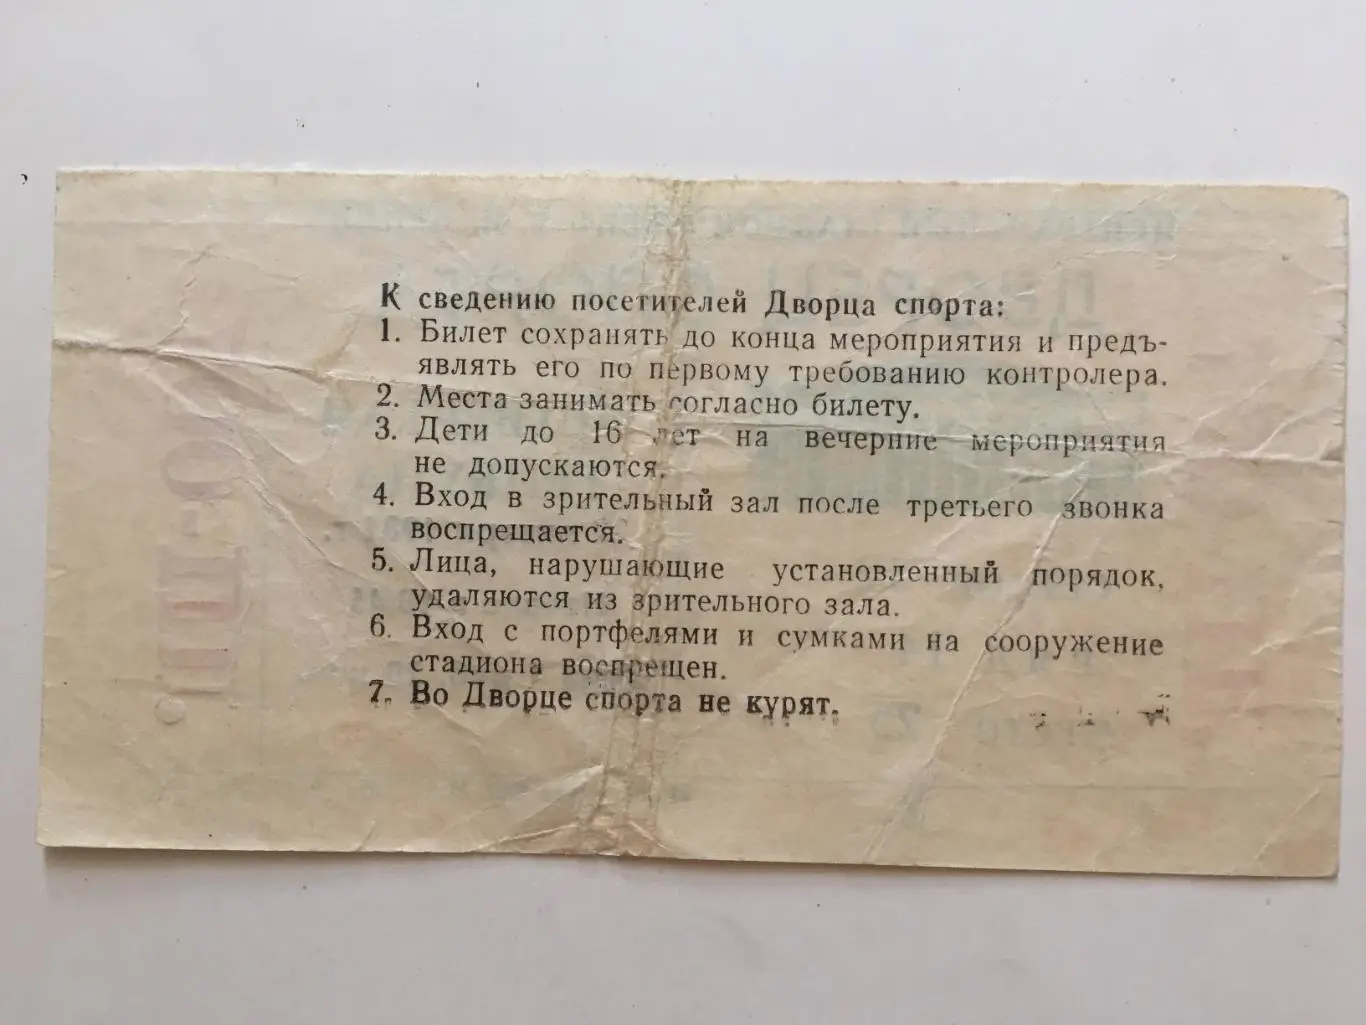 К сведению посетителей Дворца спорта:
1. Билет сохранять до конца мероприятия и предъ-
являть его по первому требованию контролера.
2. Места занимать согласно билету.
3. Дети до 16 лет на вечерние мероприятия
не допускаются.
4. Вход в зрительный зал после третьего звонка
воспрещается.
5. Лица, нарушающие установленный порядок,
удаляются из зрительного зала.
6. Вход с портфелями и сумками на сооружение
стадиона воспрещен.
7. Во Дворце спорта не курят.